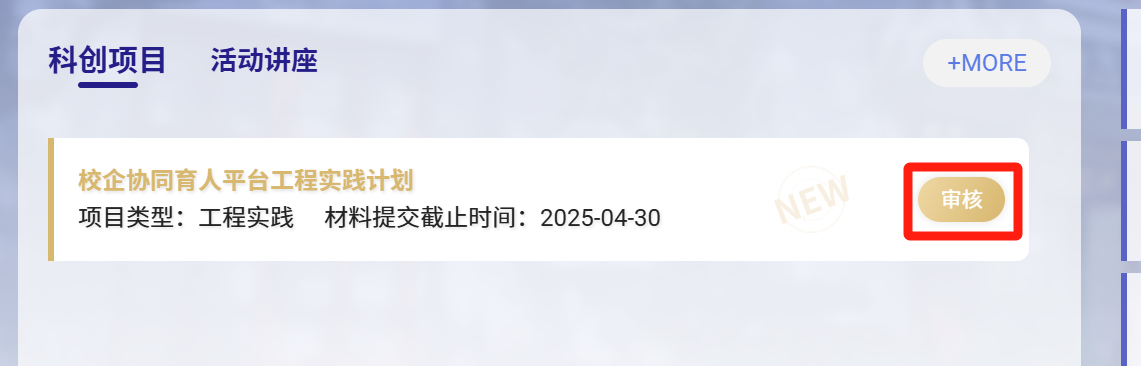 科创项目 活动讲座 +MORE
校企协同育人平台工程实践计划
项目类型：工程实践 材料提交截止时间：2025-04-30
NEW
审核